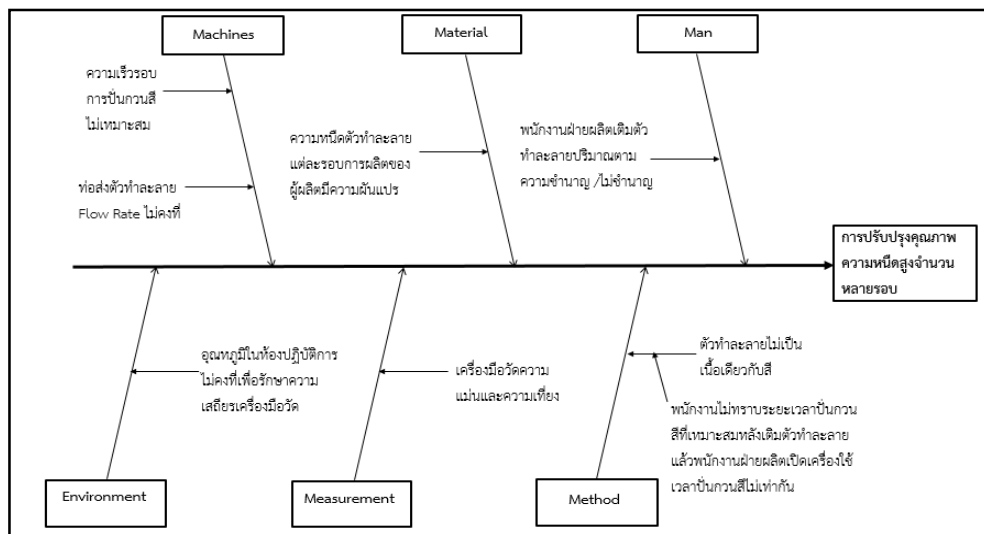 Machines
Material
Man
ความเร็วรอบ
การปั่นกวนสี
ไม่เหมาะสม
ท่อส่งตัวทำละลาย
Flow Rate ไม่คงที่
ความหนืดตัวทำละลาย
แต่ละรอบการผลิตของ
ผู้ผลิตมีความผันแปร
พนักงานฝ่ายผลิตเติมตัว
ทำละลายปริมาณตาม
ความชำนาญ /ไม่ชำนาญ
การปรับปรุงคุณภาพ
ความหนืดสูงจำนวน
หลายรอบ
อุณหภูมิในห้องปฏิบัติการ
ไม่คงที่เพื่อรักษาความ
เสถียรเครื่องมือวัด
เครื่องมือวัดความ
แม่นและความเที่ยง
ตัวทำละลายไม่เป็น
เนื้อเดียวกับสี
พนักงานไม่ทราบระยะเวลาปั่นกวน
สีที่เหมาะสมหลังเติมตัวทำละลาย
แล้วพนักงานฝ่ายผลิตเปิดเครื่องใช้
เวลาปั่นกวนสีไม่เท่ากัน
Environment
Measurement
Method